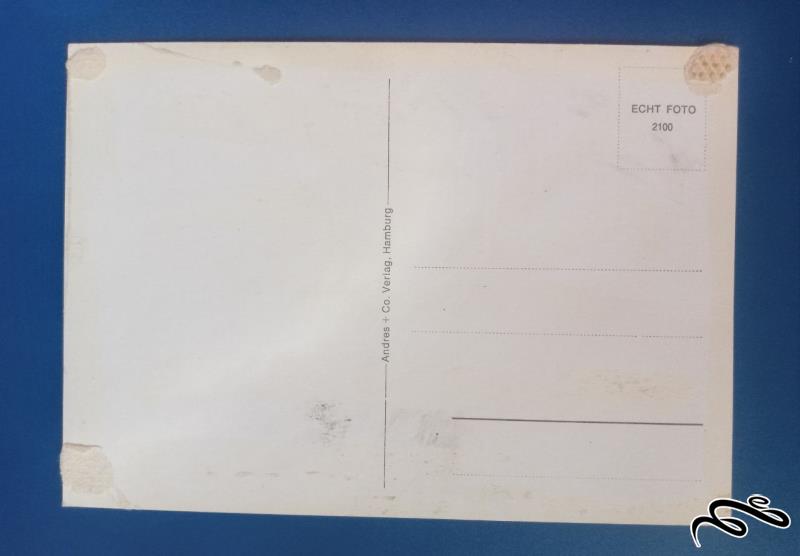 ECHT FOTO
2100
Andres + Co. Verlag, Hamburg